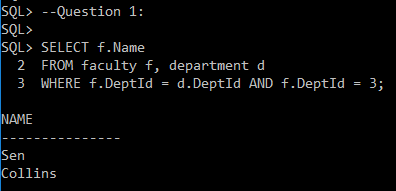 SQL> --Question 1:
SQL>
SQL> SELECT f.Name
2 FROM faculty f, department d
3 WHERE f.DeptId = d.DeptId AND f.DeptId = 3;
NAME
---------------
Sen
Collins